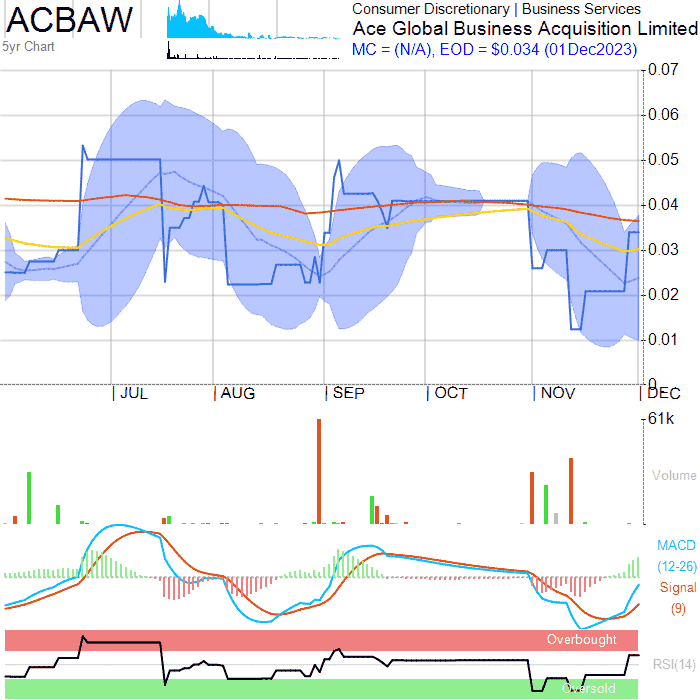 ACBAW
5yr Chart
Consumer Discretionary | Business Services
Ace Global Business Acquisition Limited
MC = (N/A), EOD = $0.034 (01Dec2023)
0.07
0.06
0.05
0.04
0.03
0.02
0.01
0
JUL
AUG
SEP
OCT
NOV
DEC
61k
Volume
MACD
(12-26)
Signal
(9)
Overbought
RSI(14)
Oversold